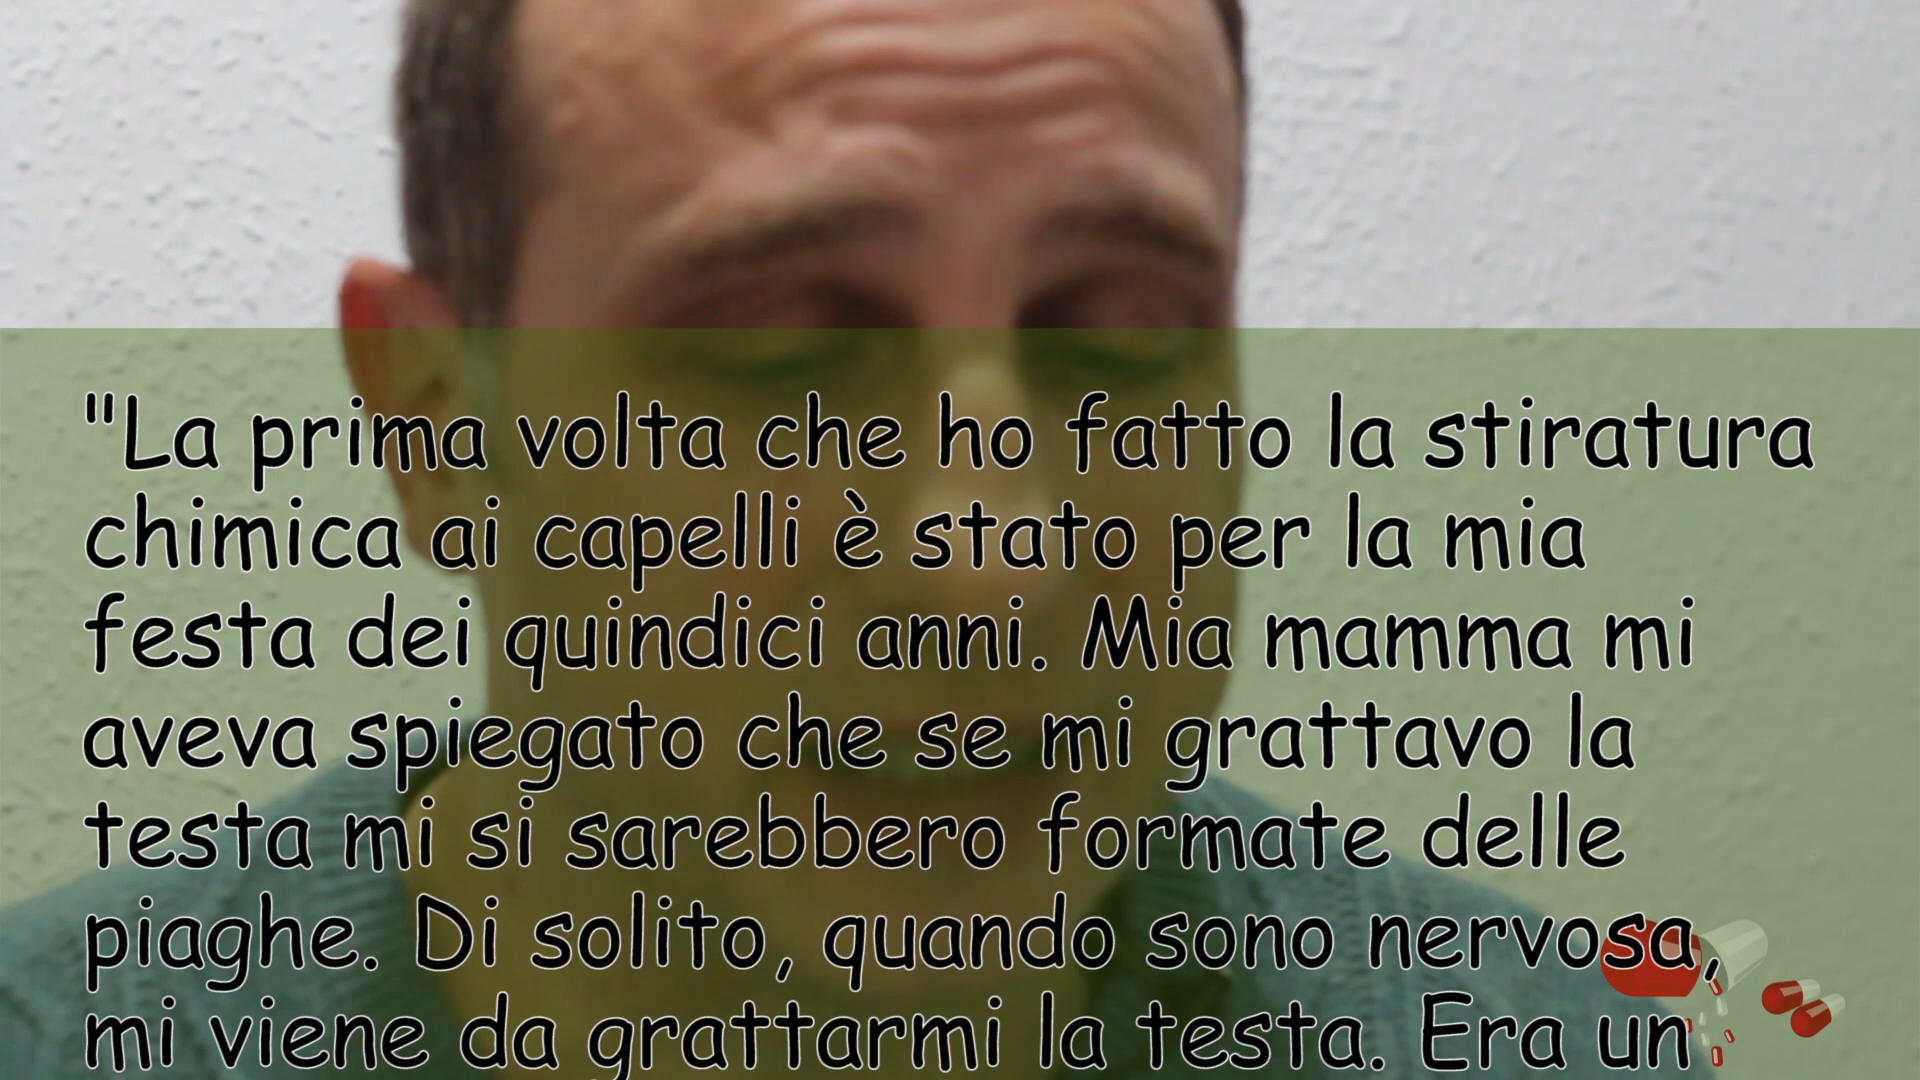 "La prima volta che ho fatto la stiratura
chimica ai capelli è stato per la mia
festa dei quindici anni. Mia mamma mi
aveva spiegato che se mi grattavo la
testa mi si sarebbero formate delle
piaghe. Di solito, quando sono nervosa,
mi viene da grattarmi la testa. Era un